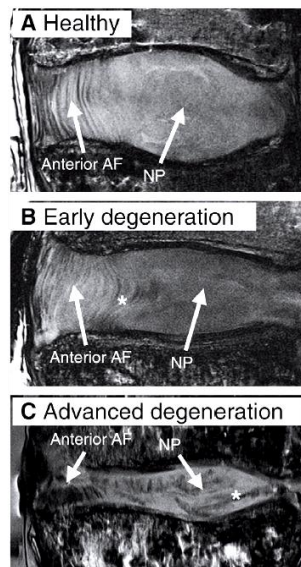 A Healthy
Anterior AF
NP
B Early degeneration
*
Anterior AF
NP
C Advanced degeneration
Anterior AF
NP
*